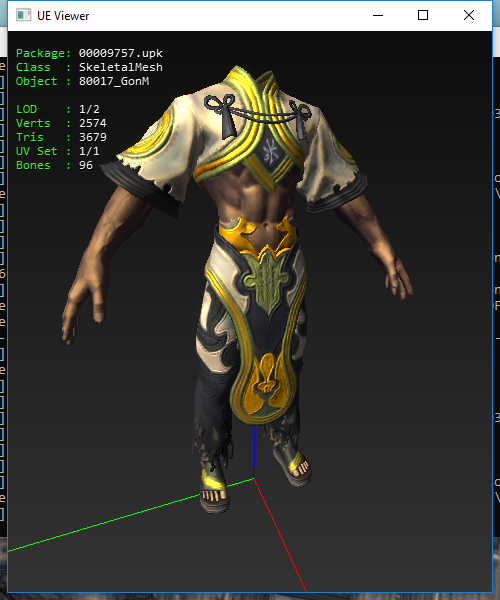 UE Viewer
Package: 00009757.upk
Class : SkeletalMesh
Object : 80017_GonM
LOD : 1/2
Verts : 2574
Tris : 3679
UV Set : 1/1
Bones : 96